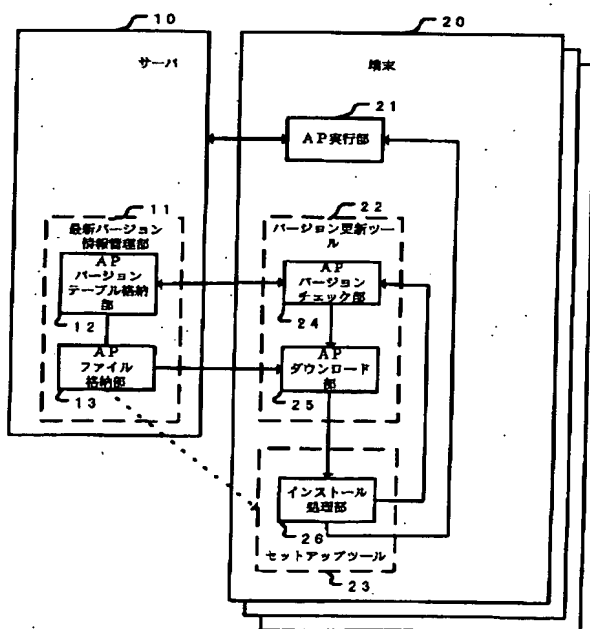 10
サーバ
11
最新バージョン
情報管理部
AP
バージョン
テーブル格納
部
12
AP
ファイル
格納部
13
20
端末
21
AP実行部
22
バージョン更新ツー
ル
AP
バージョン
チェック部
24
AP
ダウンロード
部
25
インストール
処理部
26
セットアップツール
23